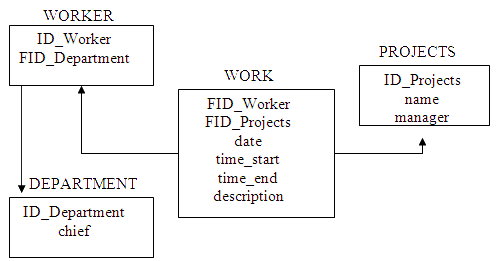 WORKER
ID_Worker
FID_Department
PROJECTS
ID_Projects
name
manager
WORK
FID_Worker
FID_Projects
date
time_start
time_end
description
DEPARTMENT
ID_Department
chief